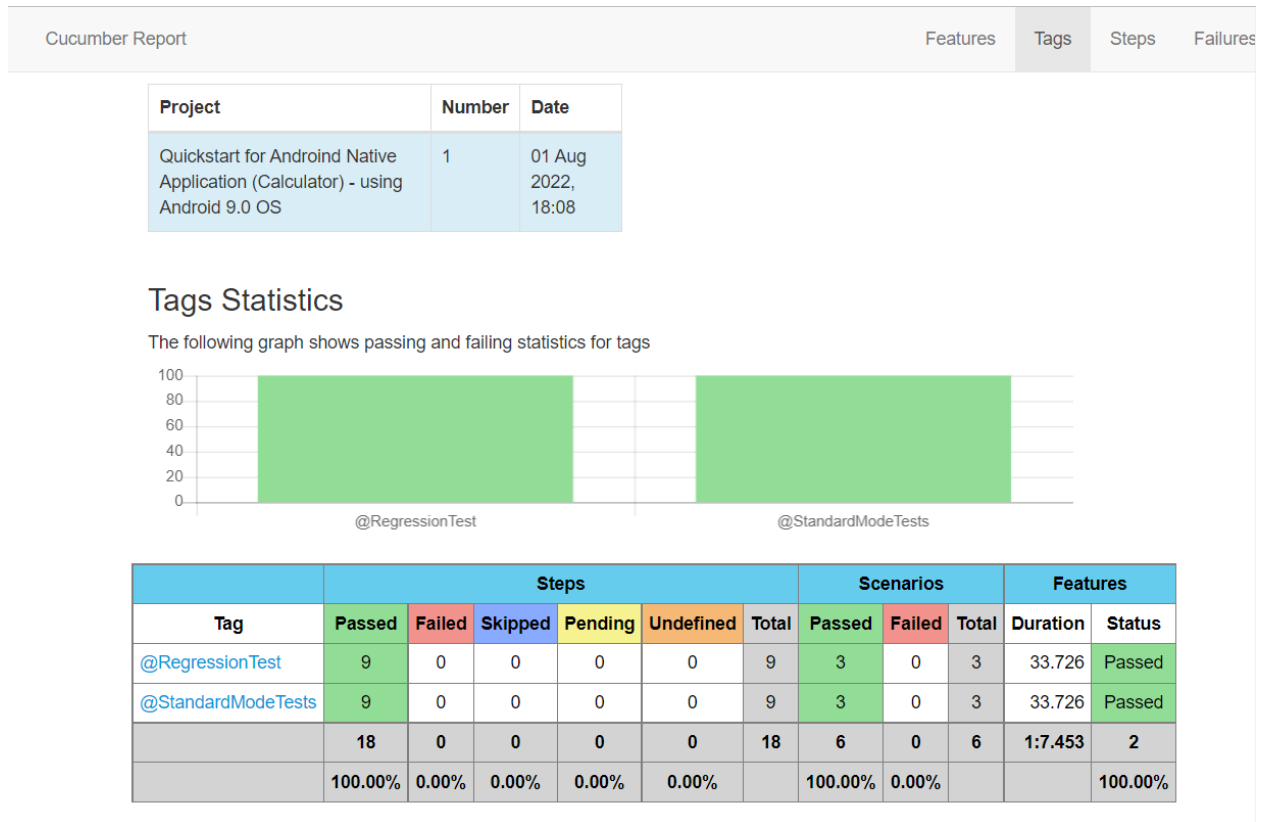 Cucumber Report Features Tags Steps Failures
Project Number Date
Quickstart for Androind Native 1 01 Aug
Application (Calculator) - using 2022,
Android 9.0 OS 18:08
Tags Statistics
The following graph shows passing and failing statistics for tags
100
80
60
40
20
0
@RegressionTest @StandardModeTests
Steps Scenarios Features
Tag Passed Failed Skipped Pending Undefined Total Passed Failed Total Duration Status
@RegressionTest 9 0 0 0 0 9 3 0 3 33.726 Passed
@StandardModeTests 9 0 0 0 0 9 3 0 3 33.726 Passed
18 0 0 0 0 18 6 0 6 1:7.453 2
100.00% 0.00% 0.00% 0.00% 0.00% 100.00% 0.00% 100.00%